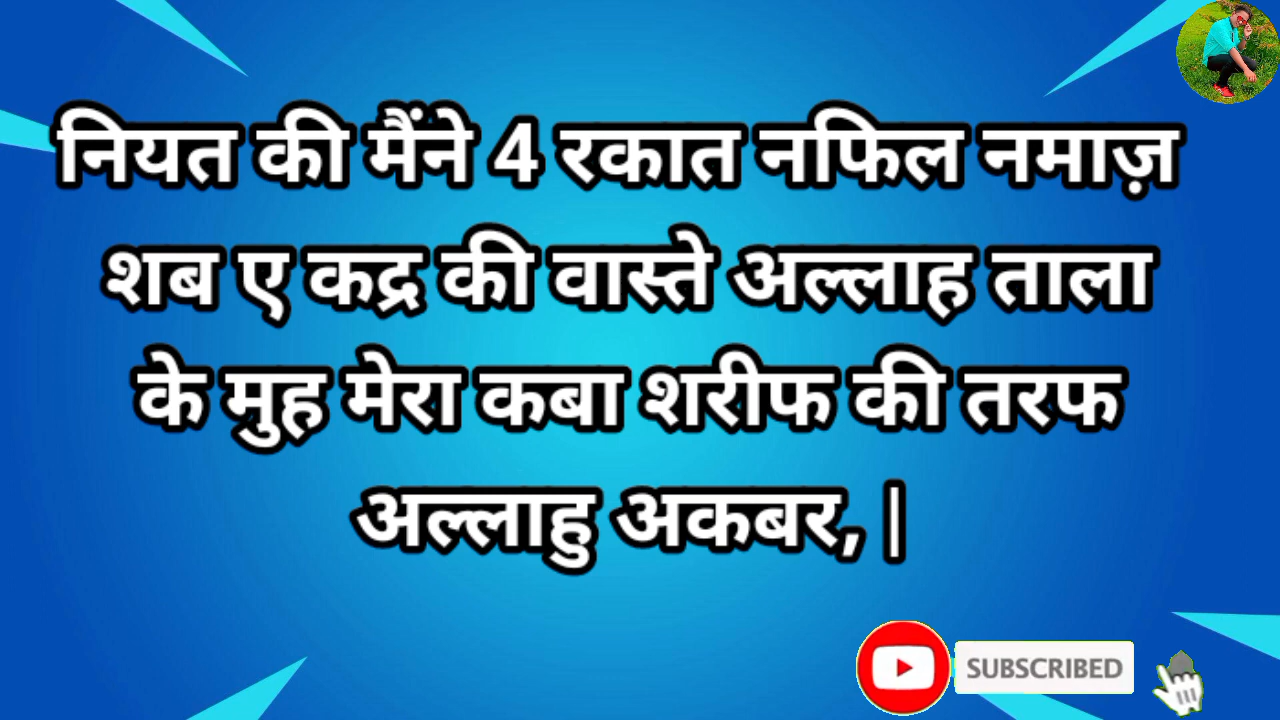 नियत की मैंने 4 रकात नफिल नमाज़
शब ए कद्र की वास्ते अल्लाह ताला
के मुह मेरा कबा शरीफ की तरफ
अल्लाहु अकबर, |
SUBSCRIBED